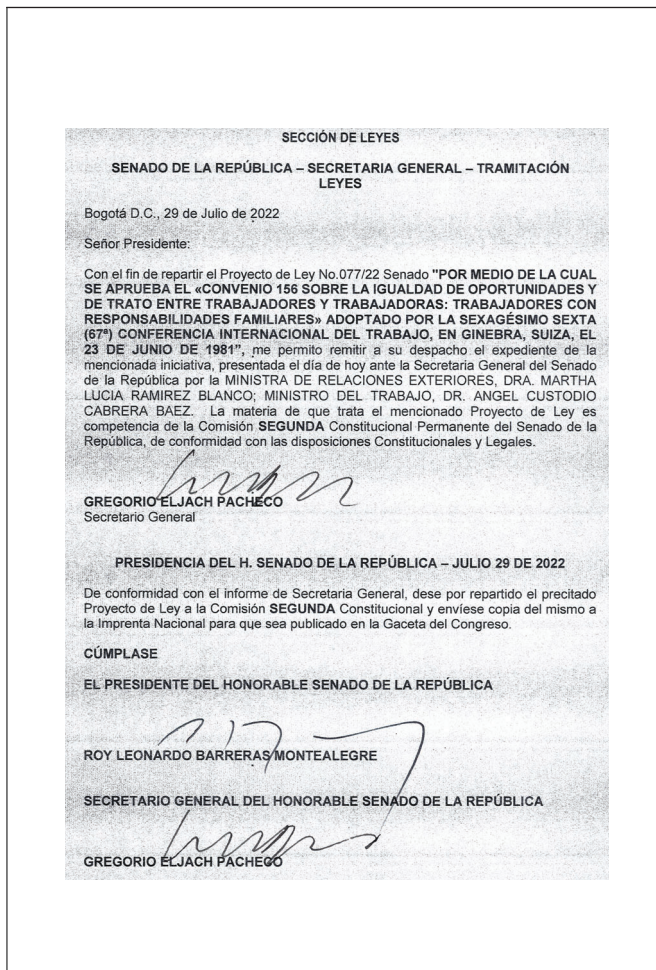 SECCIÓN DE LEYES
SENADO DE LA REPÚBLICA – SECRETARIA GENERAL – TRAMITACIÓN
LEYES
Bogotá D.C., 29 de Julio de 2022
Señor Presidente:
Con el fin de repartir el Proyecto de Ley No.077/22 Senado "POR MEDIO DE LA CUAL
SE APRUEBA EL «CONVENIO 156 SOBRE LA IGUALDAD DE OPORTUNIDADES Y
DE TRATO ENTRE TRABAJADORES Y TRABAJADORAS: TRABAJADORES CON
RESPONSABILIDADES FAMILIARES» ADOPTADO POR LA SEXAGÉSIMO SEXTA
(67ª) CONFERENCIA INTERNACIONAL DEL TRABAJO, EN GINEBRA, SUIZA, EL
23 DE JUNIO DE 1981", me permito remitir a su despacho el expediente de la
mencionada iniciativa, presentada el día de hoy ante la Secretaria General del Senado
de la República por la MINISTRA DE RELACIONES EXTERIORES, DRA. MARTHA
LUCIA RAMIREZ BLANCO; MINISTRO DEL TRABAJO, DR. ANGEL CUSTODIO
CABRERA BAEZ. La materia de que trata el mencionado Proyecto de Ley es
competencia de la Comisión SEGUNDA Constitucional Permanente del Senado de la
República, de conformidad con las disposiciones Constitucionales y Legales.
GREGORIO ELJACH PACHECO
Secretario General
PRESIDENCIA DEL H. SENADO DE LA REPÚBLICA – JULIO 29 DE 2022
De conformidad con el informe de Secretaria General, dese por repartido el precitado
Proyecto de Ley a la Comisión SEGUNDA Constitucional y envíese copia del mismo a
la Imprenta Nacional para que sea publicado en la Gaceta del Congreso.
CÚMPLASE
EL PRESIDENTE DEL HONORABLE SENADO DE LA REPÚBLICA
ROY LEONARDO BARRERAS MONTEALEGRE
SECRETARIO GENERAL DEL HONORABLE SENADO DE LA REPÚBLICA
GREGORIO ELJACH PACHECO